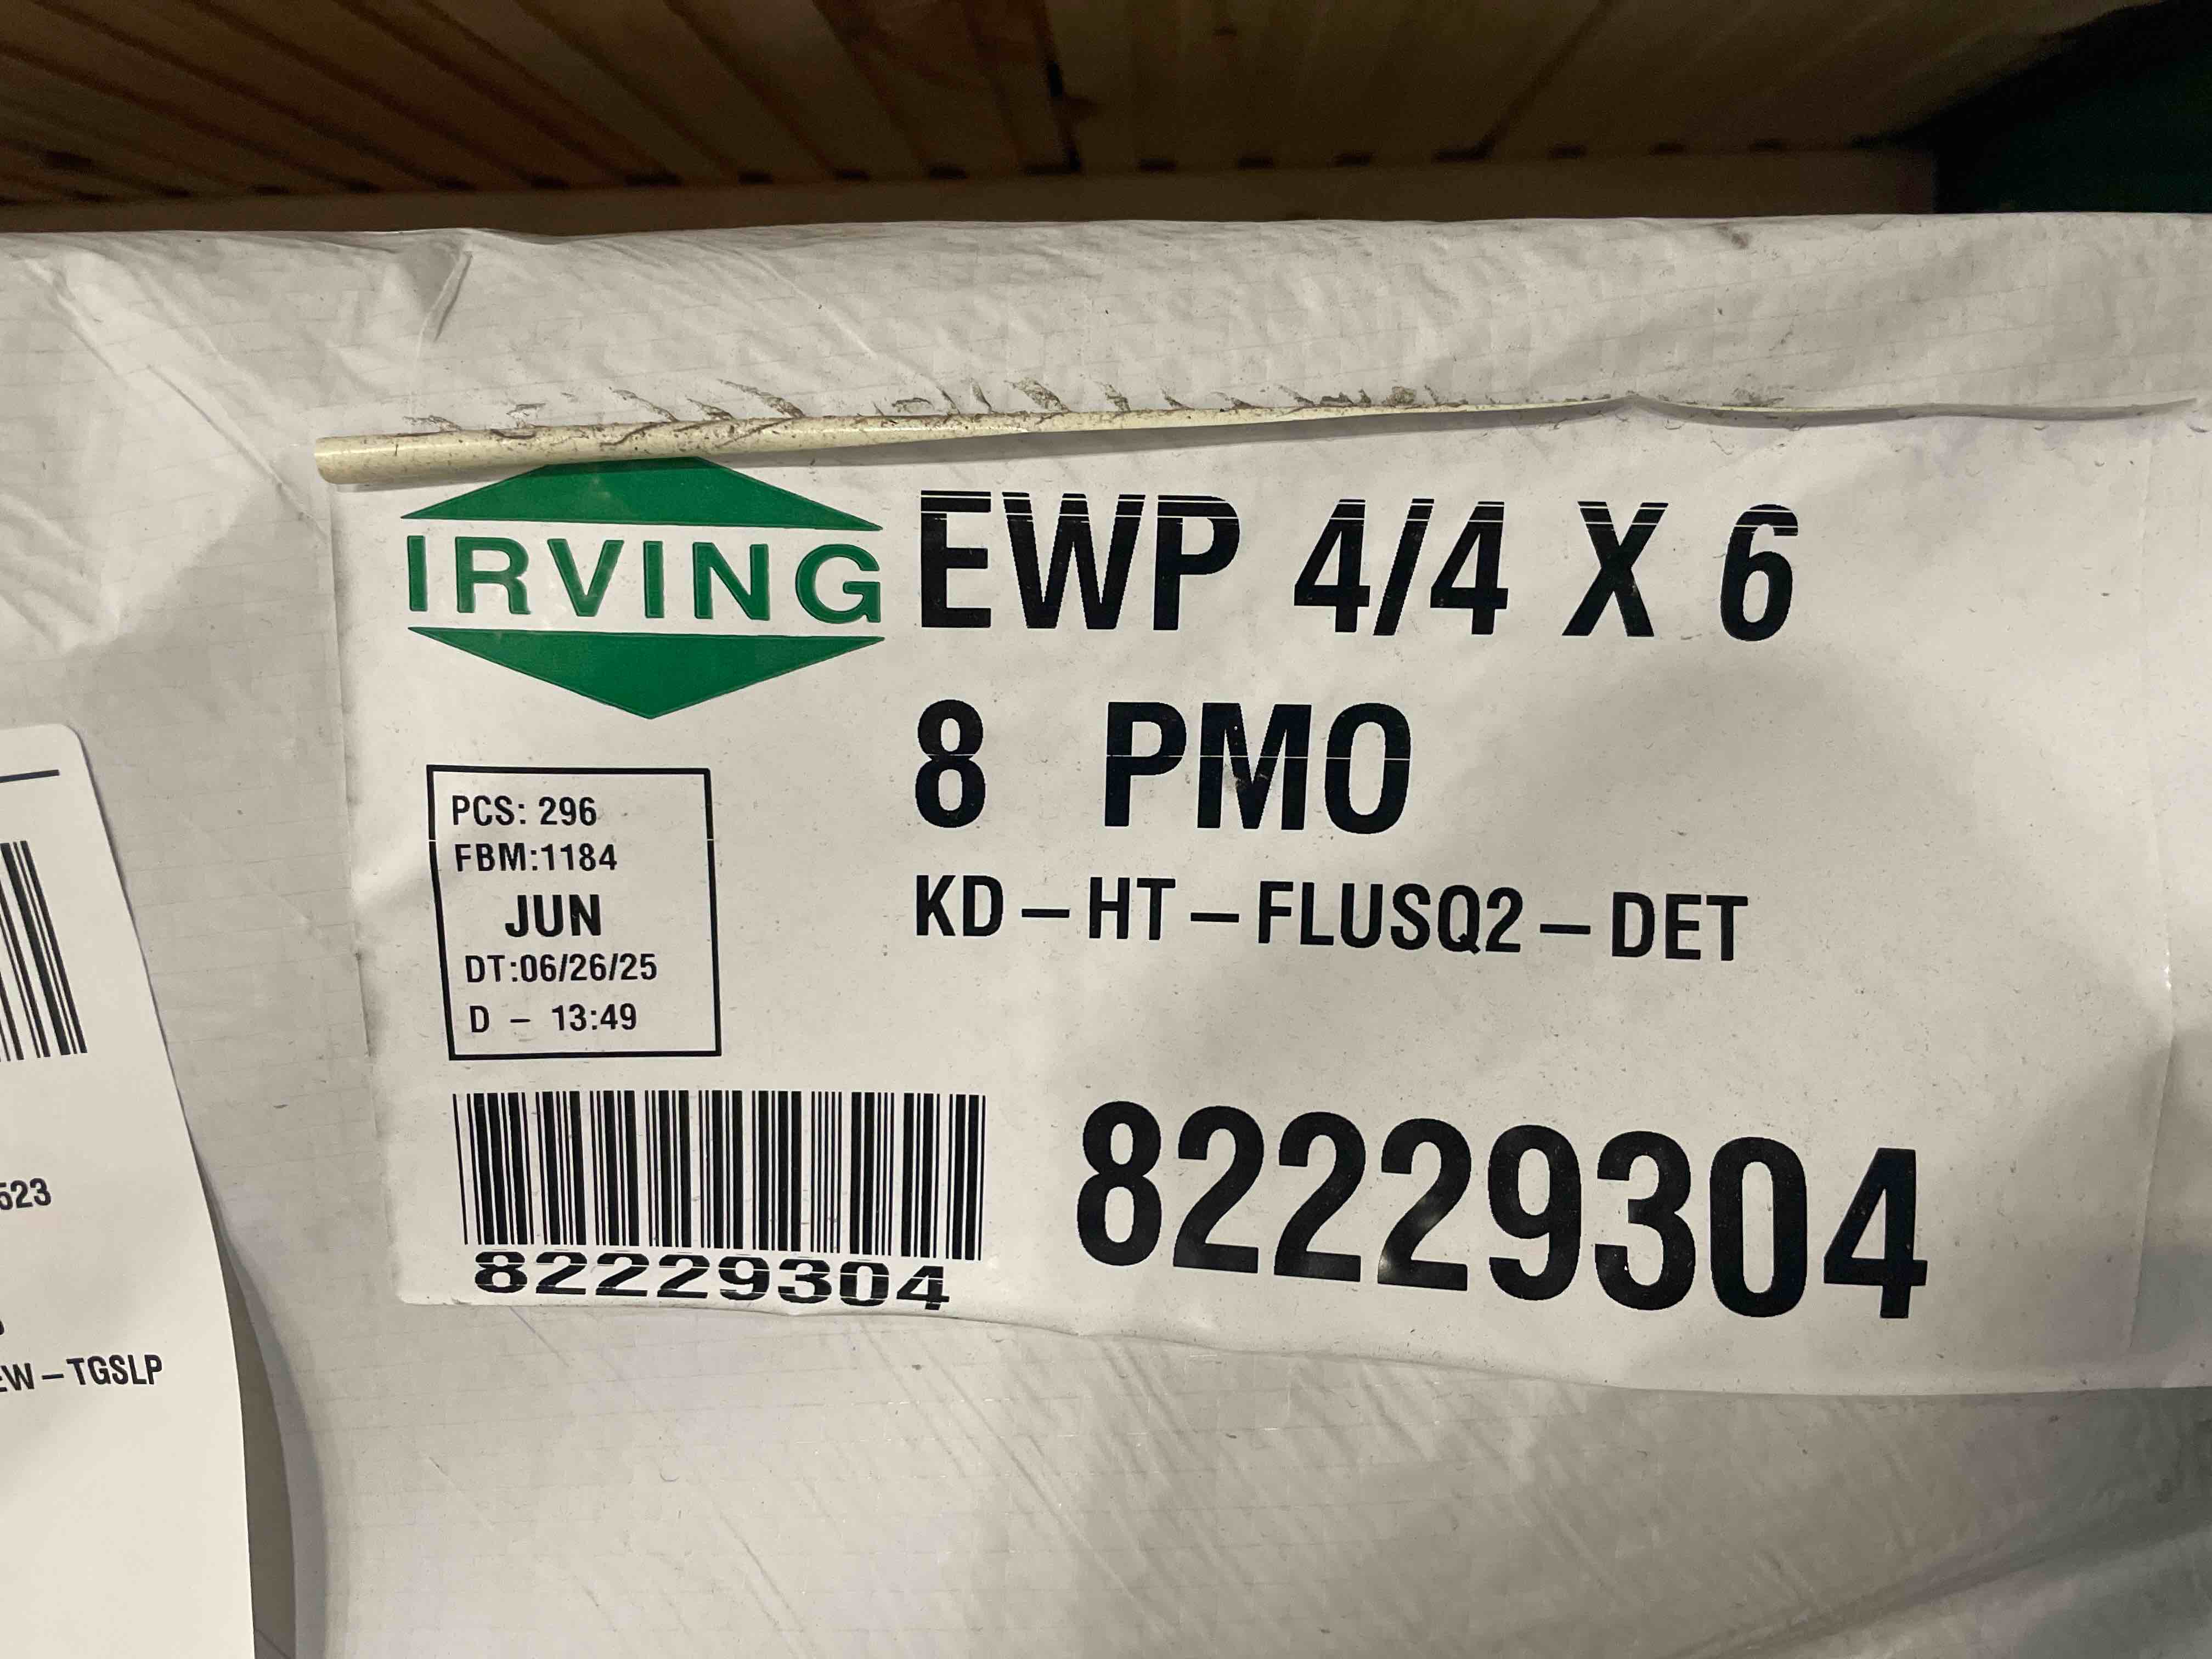 IRVING
EWP 4/4 X 6
8 PMO
KD-HT-FLUSQ2-DET
PCS: 296
FBM:1184
JUN
DT:06/26/25
D - 13:49
82229304
82229304
523
EW-TGSLP